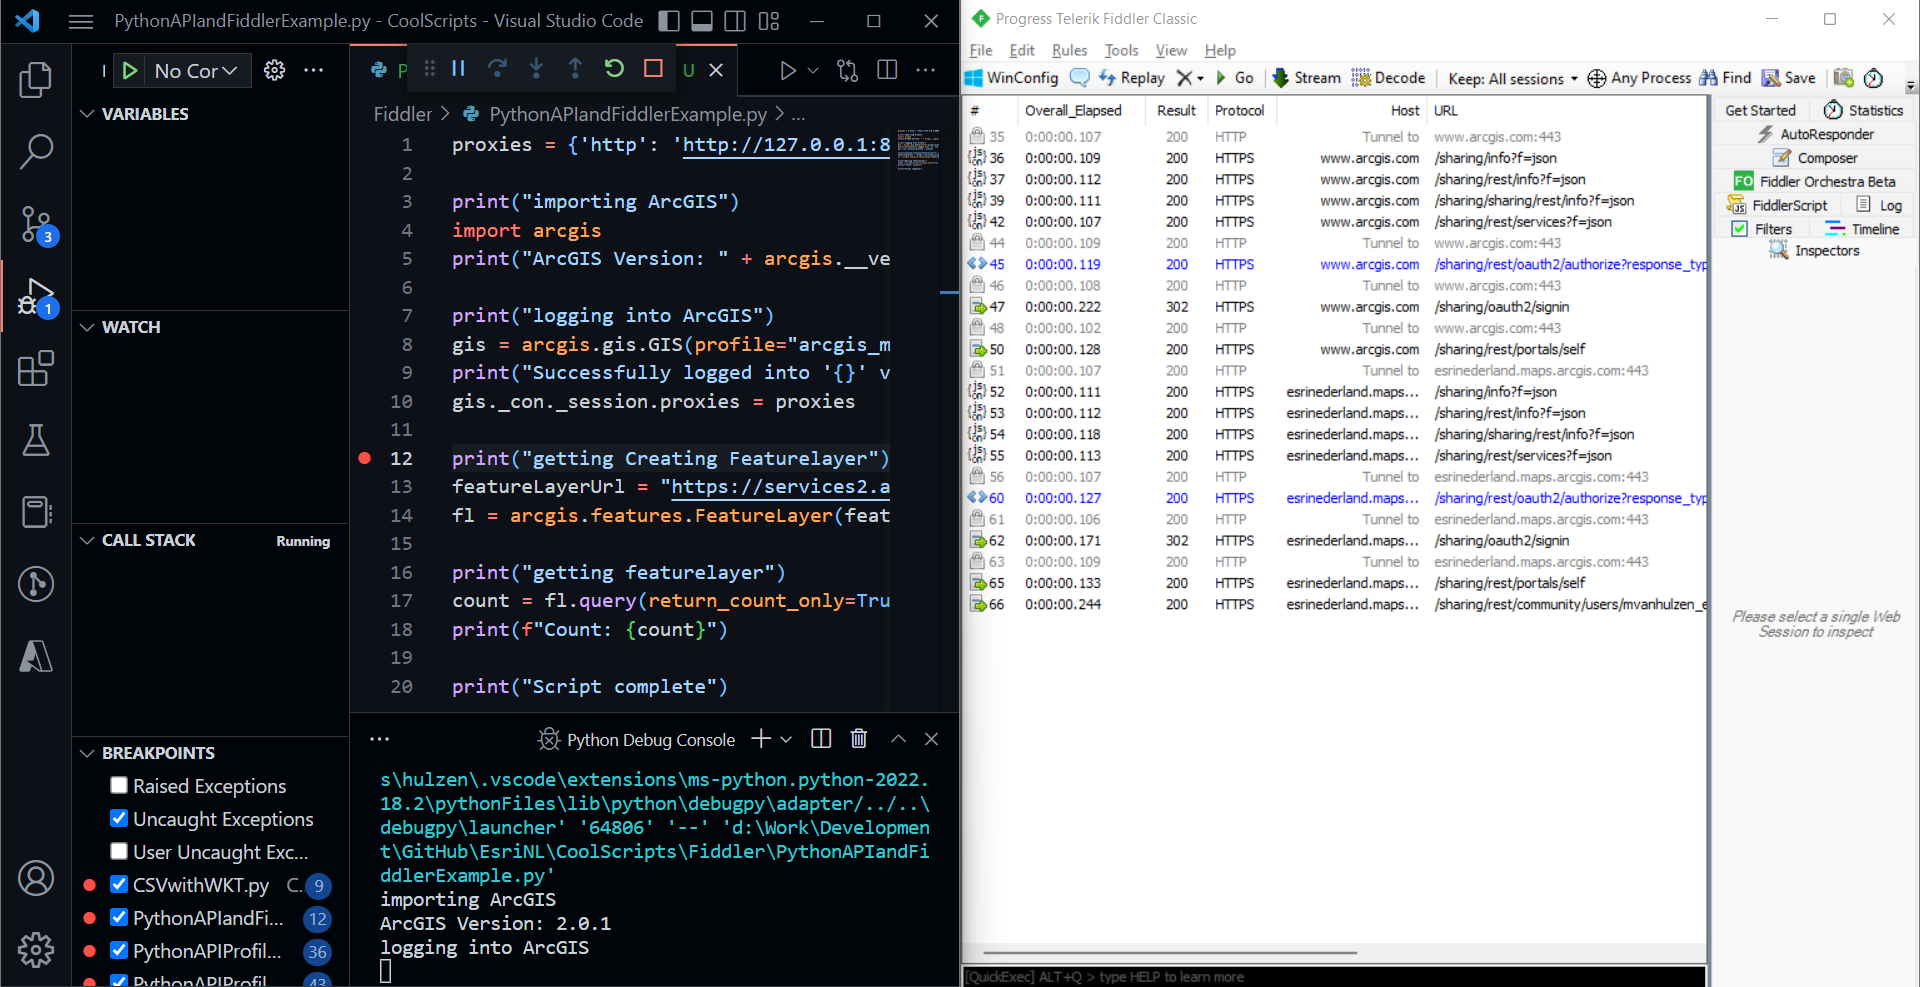 PythonAPIandFiddlerExample.py - CoolScripts - Visual Studio Code
No Cor
VARIABLES
WATCH
CALL STACK Running
BREAKPOINTS
Raised Exceptions
Uncaught Exceptions
User Uncaught Exc...
CSVwithWKT.py C. 9
PythonAPIandFi... 12
PythonAPIProfil... 36
PythonAPIProfil... 43
3
1
P U
Fiddler > PythonAPIandFiddlerExample.py > ...
1 proxies = {'http': 'http://127.0.0.1:8
2
3 print("importing ArcGIS")
4 import arcgis
5 print("ArcGIS Version: " + arcgis.__ve
6
7 print("logging into ArcGIS")
8 gis = arcgis.gis.GIS(profile="arcgis_m
9 print("Successfully logged into '{}' v
10 gis._con._session.proxies = proxies
11
12 print("getting Creating Featurelayer")
13 featureLayerUrl = "https://services2.a
14 fl = arcgis.features.FeatureLayer(feat
15
16 print("getting featurelayer")
17 count = fl.query(return_count_only=Tru
18 print(f"Count: {count}")
19
20 print("Script complete")
Python Debug Console
s\hulzen\.vscode\extensions\ms-python.python-2022.
18.2\pythonFiles\lib\python\debugpy\adapter/../..\
debugpy\launcher' '64806' '--' 'd:\Work\Developmen
t\GitHub\EsriNL\CoolScripts\Fiddler\PythonAPIandFi
ddlerExample.py'
importing ArcGIS
ArcGIS Version: 2.0.1
logging into ArcGIS
Progress Telerik Fiddler Classic
File Edit Rules Tools View Help
WinConfig Replay Go Stream Decode Keep: All sessions Any Process Find Save
# Overall_Elapsed Result Protocol Host URL
35 0:00:00.107 200 HTTP Tunnel to www.arcgis.com:443
36 0:00:00.109 200 HTTPS www.arcgis.com /sharing/info?f=json
37 0:00:00.112 200 HTTPS www.arcgis.com /sharing/rest/info?f=json
39 0:00:00.111 200 HTTPS www.arcgis.com /sharing/sharing/rest/info?f=json
42 0:00:00.107 200 HTTPS www.arcgis.com /sharing/rest/services?f=json
44 0:00:00.109 200 HTTP Tunnel to www.arcgis.com:443
45 0:00:00.119 200 HTTPS www.arcgis.com /sharing/rest/oauth2/authorize?response_typ
46 0:00:00.108 200 HTTP Tunnel to www.arcgis.com:443
47 0:00:00.222 302 HTTPS www.arcgis.com /sharing/oauth2/signin
48 0:00:00.102 200 HTTP Tunnel to www.arcgis.com:443
50 0:00:00.128 200 HTTPS www.arcgis.com /sharing/rest/portals/self
51 0:00:00.107 200 HTTP Tunnel to esrinederland.maps.arcgis.com:443
52 0:00:00.111 200 HTTPS esrinederland.maps... /sharing/info?f=json
53 0:00:00.112 200 HTTPS esrinederland.maps... /sharing/rest/info?f=json
54 0:00:00.118 200 HTTPS esrinederland.maps... /sharing/sharing/rest/info?f=json
55 0:00:00.113 200 HTTPS esrinederland.maps... /sharing/rest/services?f=json
56 0:00:00.107 200 HTTP Tunnel to esrinederland.maps.arcgis.com:443
60 0:00:00.127 200 HTTPS esrinederland.maps... /sharing/rest/oauth2/authorize?response_typ
61 0:00:00.106 200 HTTP Tunnel to esrinederland.maps.arcgis.com:443
62 0:00:00.171 302 HTTPS esrinederland.maps... /sharing/oauth2/signin
63 0:00:00.109 200 HTTP Tunnel to esrinederland.maps.arcgis.com:443
65 0:00:00.133 200 HTTPS esrinederland.maps... /sharing/rest/portals/self
66 0:00:00.244 200 HTTPS esrinederland.maps... /sharing/rest/community/users/mvanhulzen_e
[QuickExec] ALT+Q > type HELP to learn more
Get Started Statistics
AutoResponder
Composer
FO Fiddler Orchestra Beta
FiddlerScript Log
Filters Timeline
Inspectors
Please select a single Web
Session to inspect